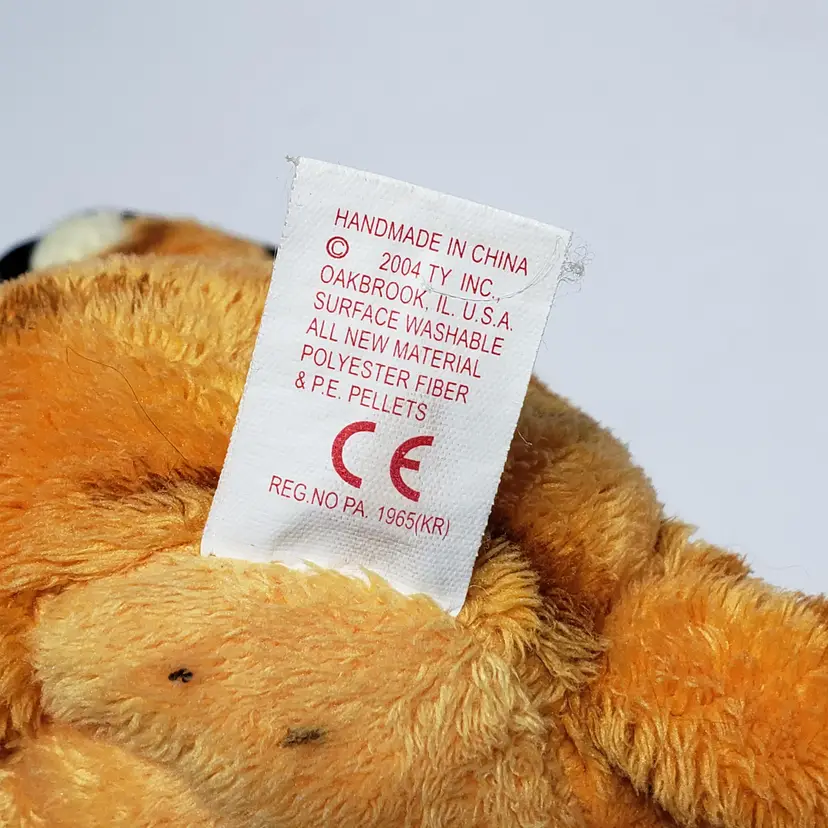 HANDMADE IN CHINA
© 2004 TY INC.,
OAKBROOK, IL. U.S.A.
SURFACE WASHABLE
ALL NEW MATERIAL
POLYESTER FIBER
& P.E. PELLETS
CE
REG.NO PA. 1965(KR)